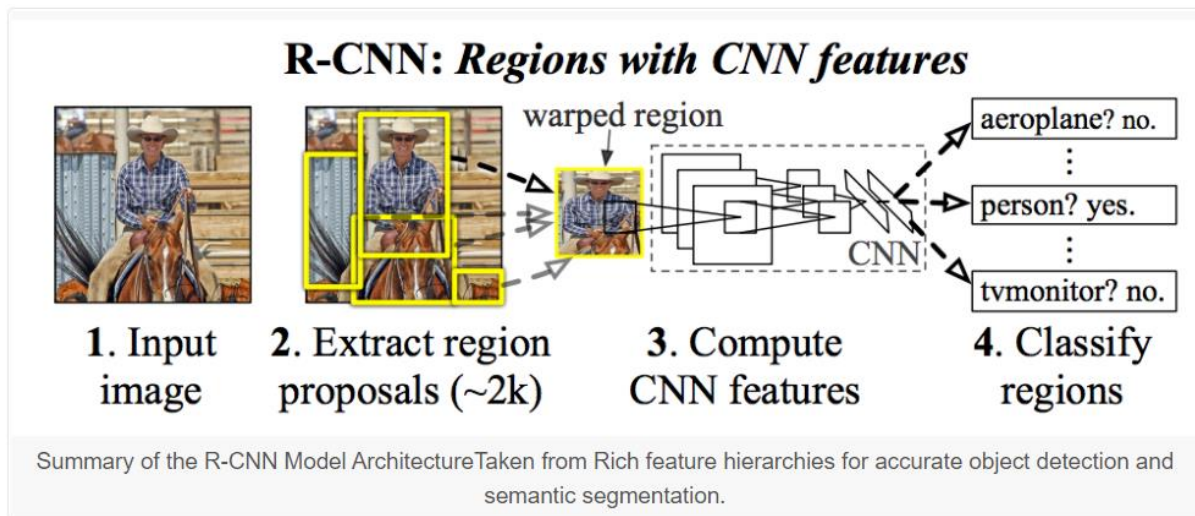 R-CNN: Regions with CNN features
warped region
aeroplane? no.
⋮
person? yes.
⋮
tvmonitor? no.
CNN
1. Input
image
2. Extract region
proposals (~2k)
3. Compute
CNN features
4. Classify
regions
Summary of the R-CNN Model ArchitectureTaken from Rich feature hierarchies for accurate object detection and
semantic segmentation.